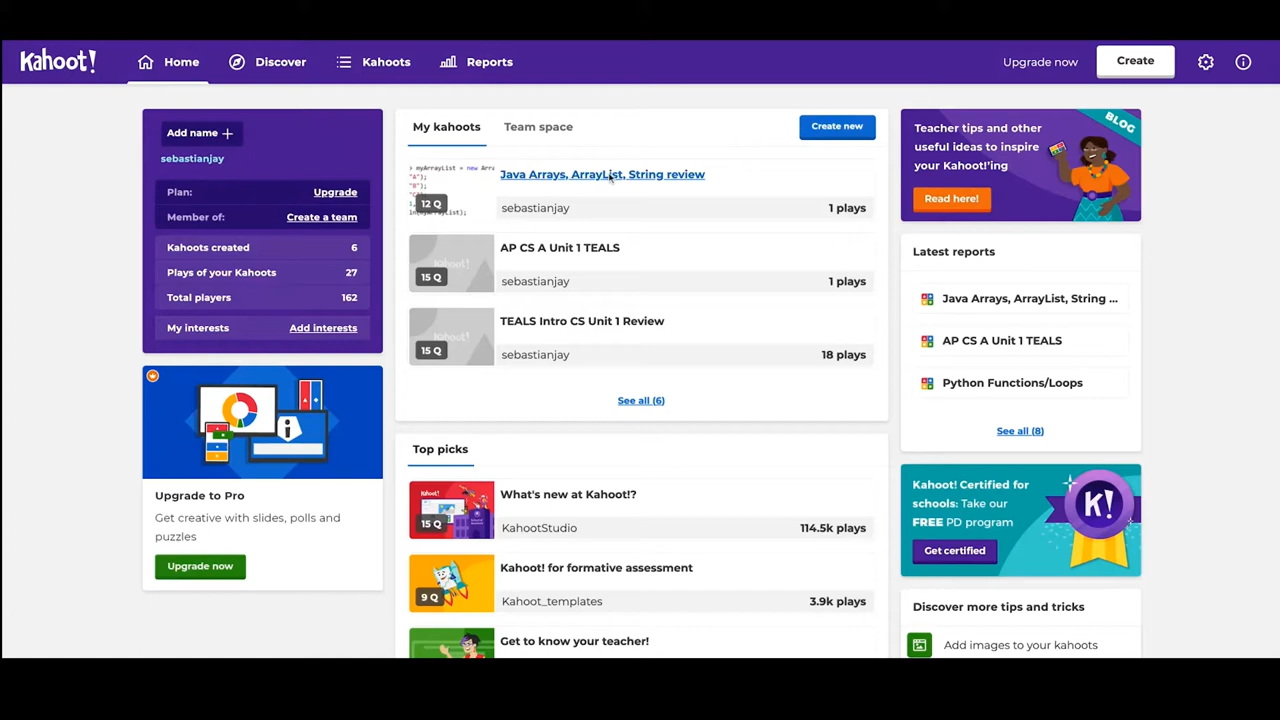 Kahoot!
Home
Discover
Kahoots
Reports
Upgrade now
Create
Add name
sebastianjay
Plan:
Upgrade
Member of:
Create a team
Kahoots created
6
Plays of your Kahoots
27
Total players
162
My interests
Add interests
Upgrade to Pro
Get creative with slides, polls and
puzzles
Upgrade now
My kahoots
Team space
Create new
> myArrayList = new Arra
"A");
"B");
12 Q
Java Arrays, ArrayList, String review
sebastianjay
1 plays
Kahoot!
15 Q
AP CS A Unit 1 TEALS
sebastianjay
1 plays
Kahoot!
15 Q
TEALS Intro CS Unit 1 Review
sebastianjay
18 plays
See all (6)
Top picks
Kahoot!
15 Q
What's new at Kahoot!?
KahootStudio
114.5k plays
9 Q
Kahoot! for formative assessment
Kahoot_templates
3.9k plays
Get to know your teacher!
BLOG
Teacher tips and other
useful ideas to inspire
your Kahoot!'ing
Read here!
Latest reports
Java Arrays, ArrayList, String ...
AP CS A Unit 1 TEALS
Python Functions/Loops
See all (8)
Kahoot! Certified for
schools: Take our
FREE PD program
Get certified
K!
Discover more tips and tricks
Add images to your kahoots